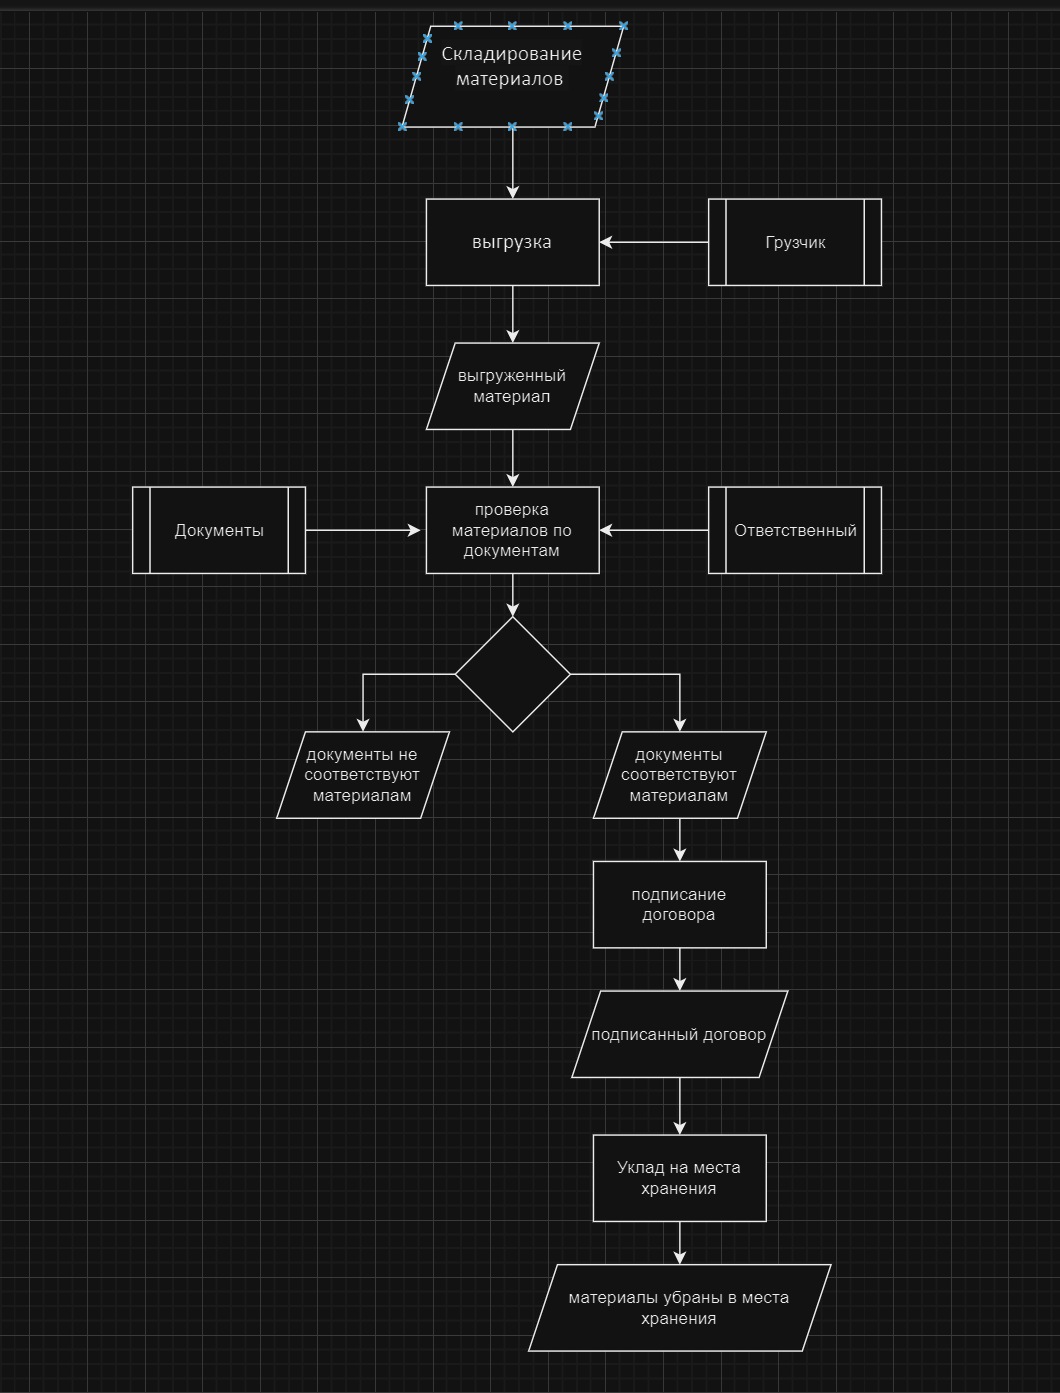 Складирование
материалов
выгрузка
Грузчик
выгруженный
материал
Документы
проверка
материалов по
документам
Ответственный
документы не
соответствуют
материалам
документы
соответствуют
материалам
подписание
договора
подписанный договор
Уклад на места
хранения
материалы убраны в места
хранения